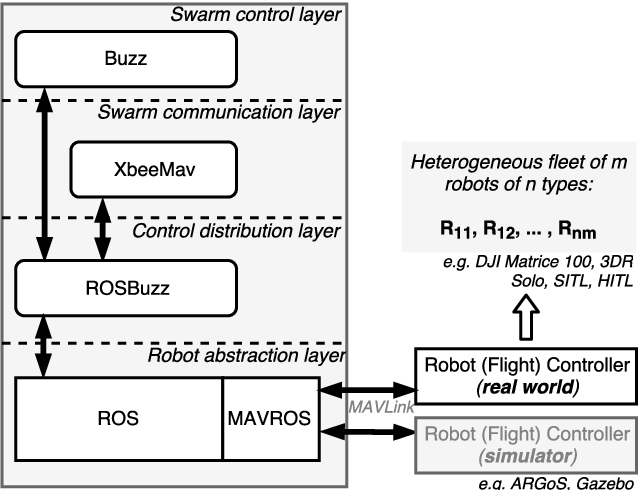 Swarm control layer
Buzz
Swarm communication layer
XbeeMav
Control distribution layer
ROSBuzz
Robot abstraction layer
ROS
MAVROS
MAVLink
Heterogeneous fleet of m
robots of n types:
R11, R12, ... , Rnm
e.g. DJI Matrice 100, 3DR
Solo, SITL, HITL
Robot (Flight) Controller
(real world)
Robot (Flight) Controller
(simulator)
e.g. ARGoS, Gazebo